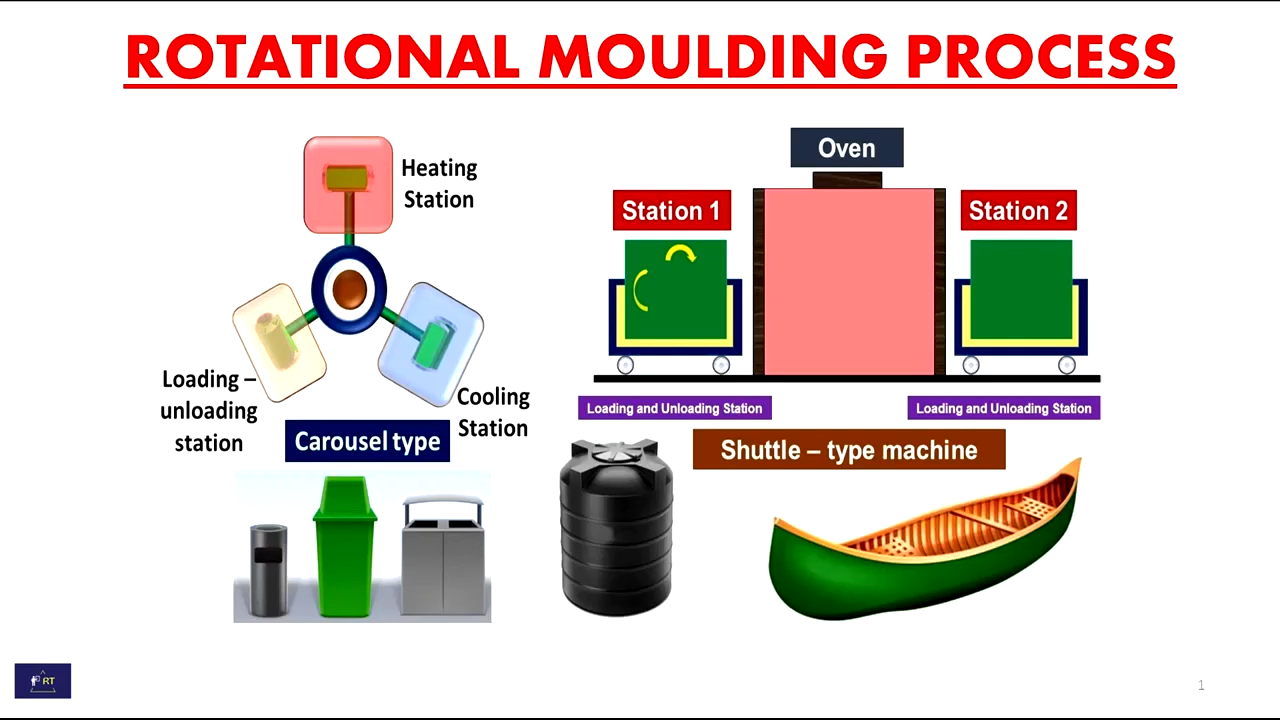 ROTATIONAL MOULDING PROCESS
Heating
Station
Loading –
unloading
station
Cooling
Station
Carousel type
Oven
Station 1
Station 2
Loading and Unloading Station
Loading and Unloading Station
Shuttle – type machine
RT
1